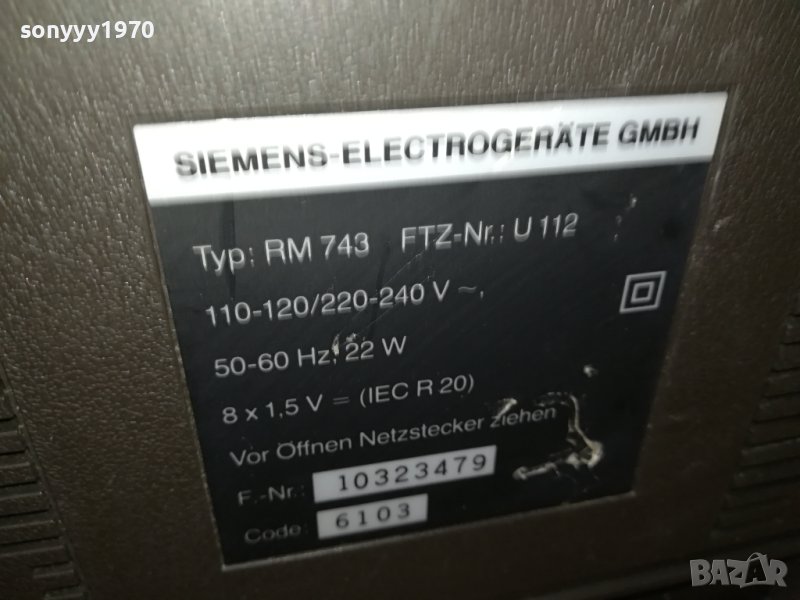 sonyyy1970
SIEMENS-ELECTROGERÄTE GMBH
Typ: RM 743 FTZ-Nr.: U 112
110-120/220-240 V ~,
50-60 Hz, 22 W
8 x 1,5 V = (IEC R 20)
Vor Öffnen Netzstecker ziehen
F.-Nr.: 10323479
Code: 6103
BAZAR